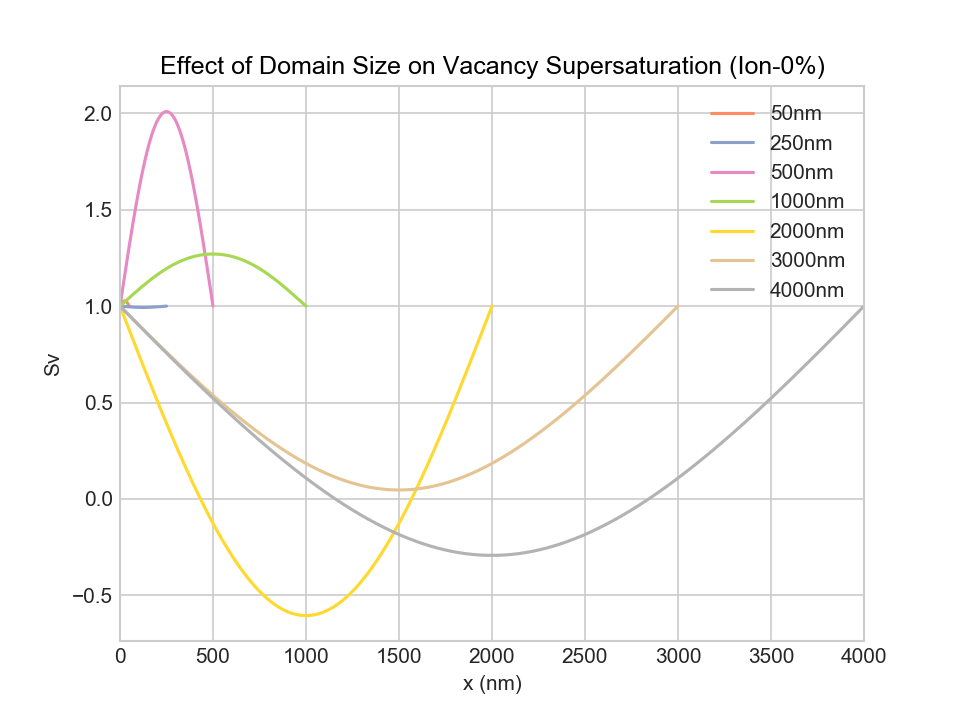 Effect of Domain Size on Vacancy Supersaturation (Ion-0%)
2.0
1.5
1.0
0.5
0.0
−0.5
Sv
50nm
250nm
500nm
1000nm
2000nm
3000nm
4000nm
0 500 1000 1500 2000 2500 3000 3500 4000
x (nm)